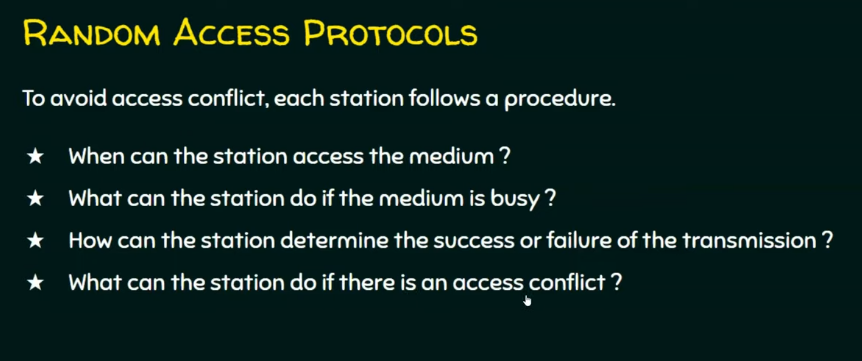 Random Access Protocols
To avoid access conflict, each station follows a procedure.
★ When can the station access the medium ?
★ What can the station do if the medium is busy ?
★ How can the station determine the success or failure of the transmission ?
★ What can the station do if there is an access conflict ?